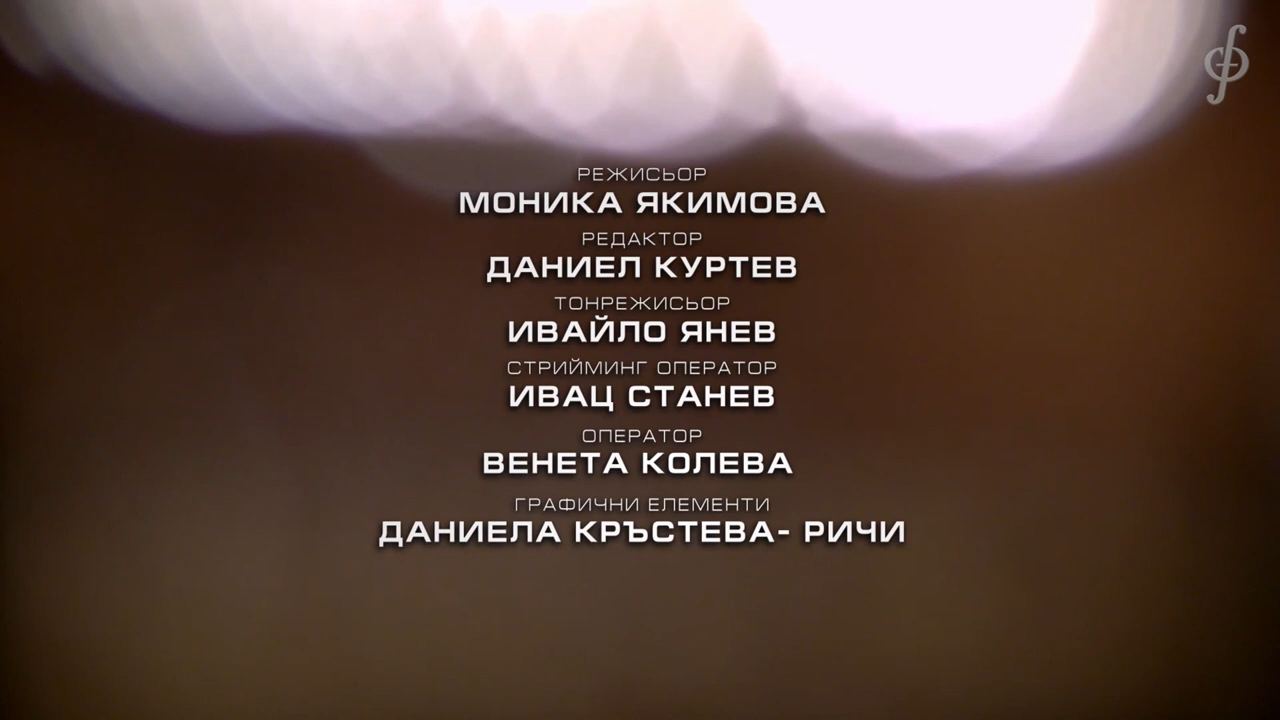 РЕЖИСЬОР
МОНИКА ЯКИМОВА
РЕДАКТОР
ДАНИЕЛ КУРТЕВ
ТОНРЕЖИСЬОР
ИВАЙЛО ЯНЕВ
СТРИЙМИНГ ОПЕРАТОР
ИВАЦ СТАНЕВ
ОПЕРАТОР
ВЕНЕТА КОЛЕВА
ГРАФИЧНИ ЕЛЕМЕНТИ
ДАНИЕЛА КРЪСТЕВА- РИЧИ